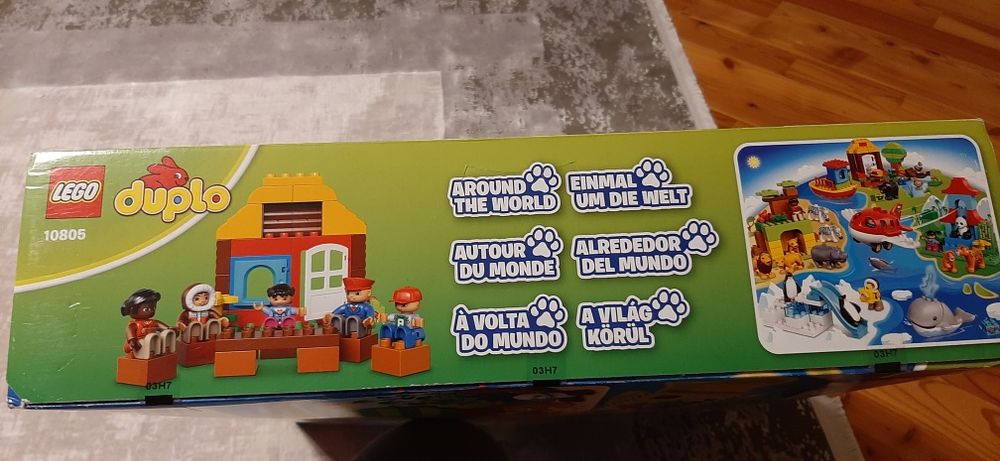 LEGO
duplo
10805
AROUND
THE WORLD
EINMAL
UM DIE WELT
AUTOUR
DU MONDE
ALREDEDOR
DEL MUNDO
À VOLTA
DO MUNDO
A VILÁG
KÖRÜL
R
03H7
03H7
03H7